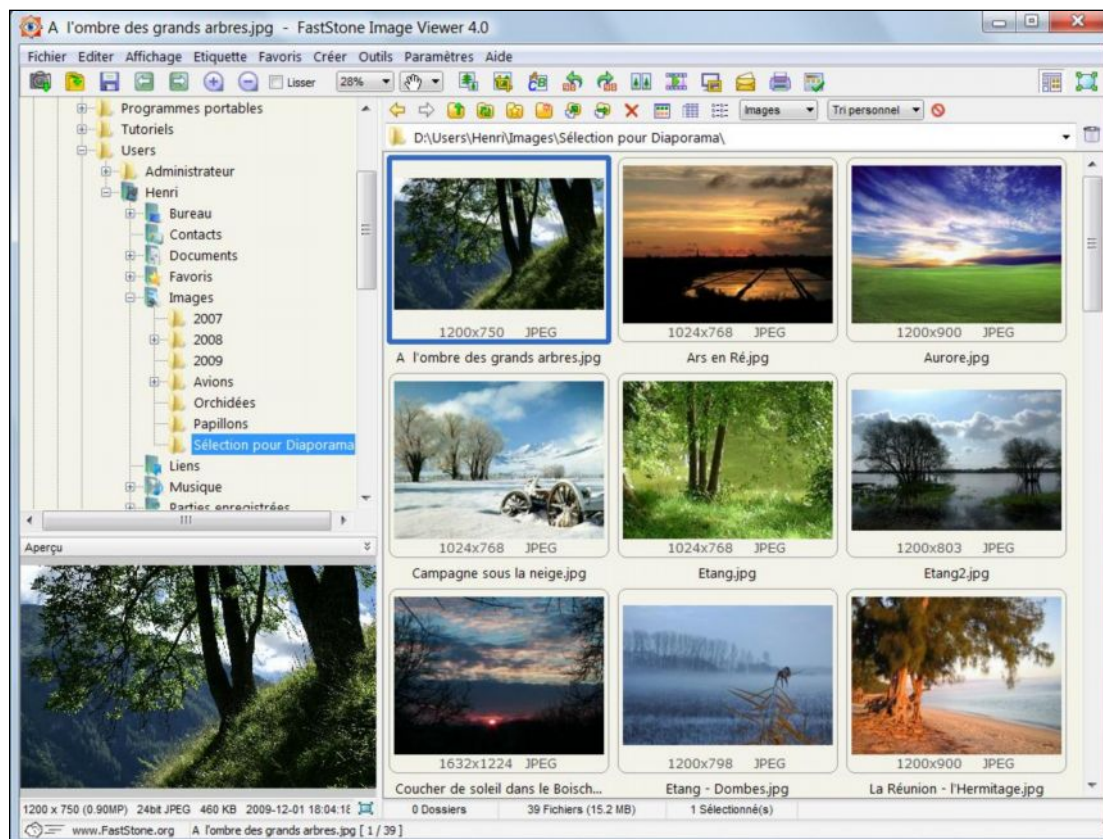 A l'ombre des grands arbres.jpg - FastStone Image Viewer 4.0
Fichier Editer Affichage Etiquette Favoris Créer Outils Paramètres Aide
Lisser 28%
Programmes portables
Tutoriels
Users
Administrateur
Henri
Bureau
Contacts
Documents
Favoris
Images
2007
2008
2009
Avions
Orchidées
Papillons
Sélection pour Diaporama
Liens
Musique
Parties enregistrées
Aperçu
1200 x 750 (0.90MP) 24bit JPEG 460 KB 2009-12-01 18:04:18
Images Tri personnel
D:\Users\Henri\Images\Sélection pour Diaporama\
1200x750 JPEG
A l'ombre des grands arbres.jpg
1024x768 JPEG
Ars en Ré.jpg
1200x900 JPEG
Aurore.jpg
1024x768 JPEG
Campagne sous la neige.jpg
1024x768 JPEG
Etang.jpg
1200x803 JPEG
Etang2.jpg
1632x1224 JPEG
Coucher de soleil dans le Boisch...
1200x798 JPEG
Etang - Dombes.jpg
1200x900 JPEG
La Réunion - l'Hermitage.jpg
0 Dossiers 39 Fichiers (15.2 MB) 1 Sélectionné(s)
www.FastStone.org A l'ombre des grands arbres.jpg [ 1 / 39 ]